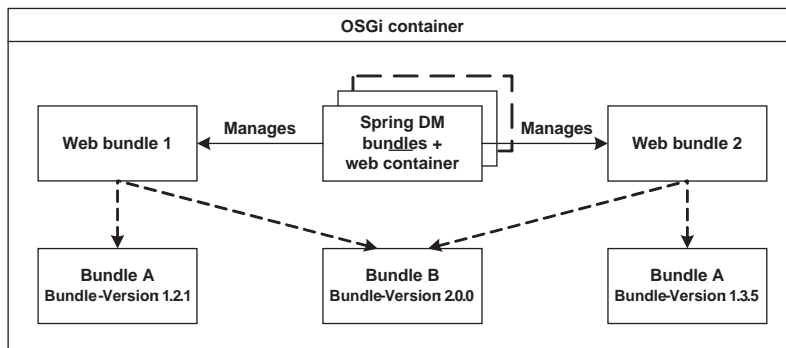 OSGi container
Web bundle 1
Manages
Spring DM
bundles +
web container
Manages
Web bundle 2
Bundle A
Bundle-Version:1.2.1
Bundle B
Bundle-Version:2.0.0
Bundle A
Bundle-Version:1.3.5